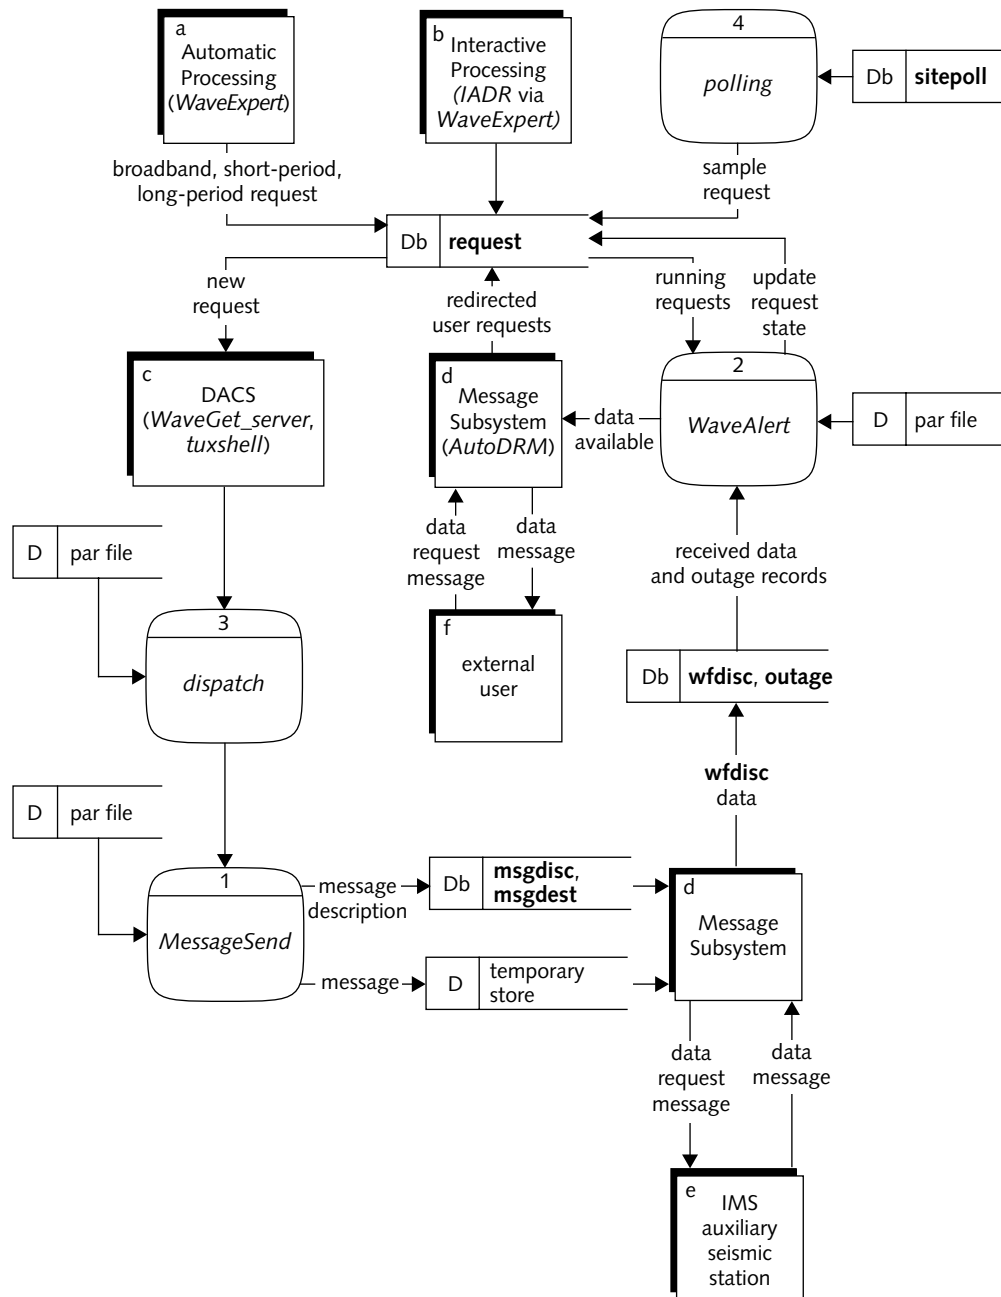 a
Automatic
Processing
(WaveExpert)
b
Interactive
Processing
(IADR via
WaveExpert)
4
polling
Db sitepoll
broadband, short-period,
long-period request
sample
request
Db request
new
request
redirected
user requests
running
requests
update
request
state
c
DACS
(WaveGet_server,
tuxshell)
d
Message
Subsystem
(AutoDRM)
data
available
2
WaveAlert
D par file
D par file
data
request
message
data
message
received data
and outage records
3
dispatch
f
external
user
Db wfdisc, outage
wfdisc
data
D par file
1
MessageSend
message
description
Db msgdisc,
msgdest
message
D temporary
store
d
Message
Subsystem
data
request
message
data
message
e
IMS
auxiliary
seismic
station